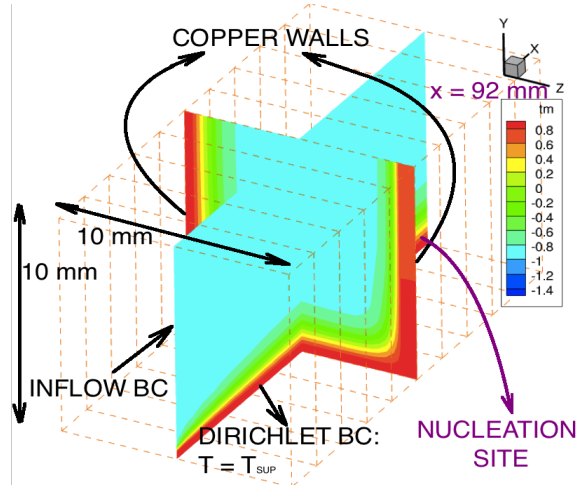 COPPER WALLS
Y
X
Z
x = 92 mm
tm
0.8
0.6
0.4
0.2
0
-0.2
-0.4
-0.6
-0.8
-1
-1.2
-1.4
10 mm
10 mm
INFLOW BC
DIRICHLET BC:
T = T SUP
NUCLEATION
SITE